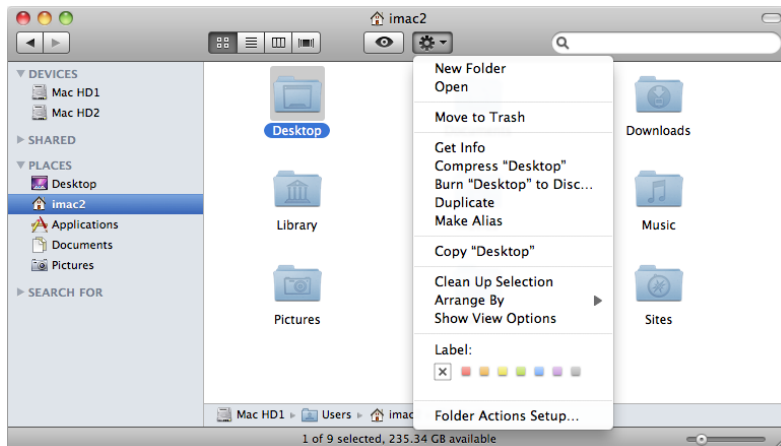 imac2
DEVICES
Mac HD1
Mac HD2
SHARED
PLACES
Desktop
imac2
Applications
Documents
Pictures
SEARCH FOR
Desktop
Downloads
Library
Music
Pictures
Sites
New Folder
Open
Move to Trash
Get Info
Compress “Desktop”
Burn “Desktop” to Disc...
Duplicate
Make Alias
Copy “Desktop”
Clean Up Selection
Arrange By
Show View Options
Label:
Folder Actions Setup...
Mac HD1 Users imac
1 of 9 selected, 235.34 GB available